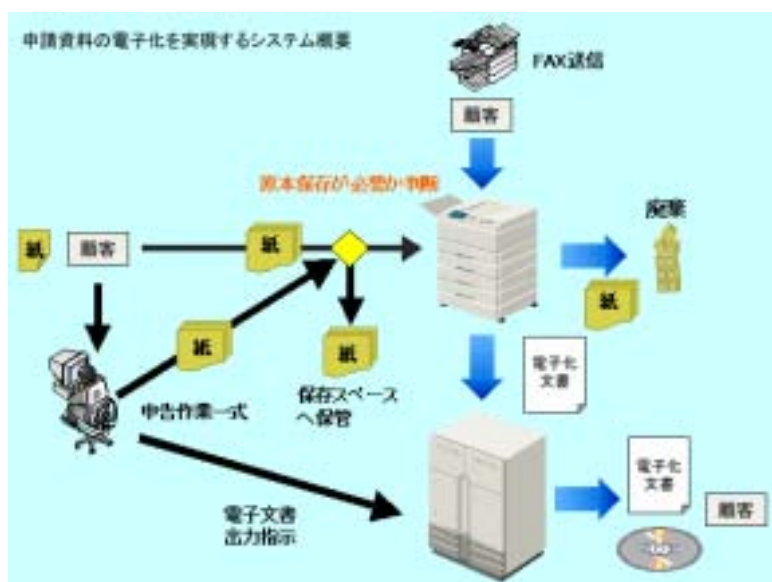 申請資料の電子化を実現するシステム概要
FAX送信
顧客
原本保存が必要か判断
廃棄
紙
顧客
紙
紙
紙
紙
電子化
文書
申告作業一式
保存スペース
へ保管
電子化
文書
顧客
電子文書
出力指示